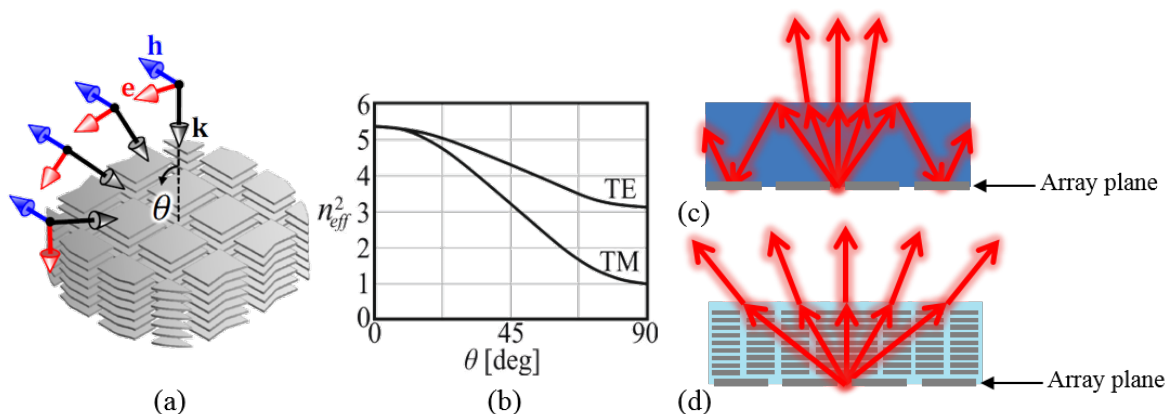 h
e
k
θ
(a)
6
5
4
3
2
1
0
n²eff
TE
TM
0
45
90
θ [deg]
(b)
Array plane
(c)
Array plane
(d)